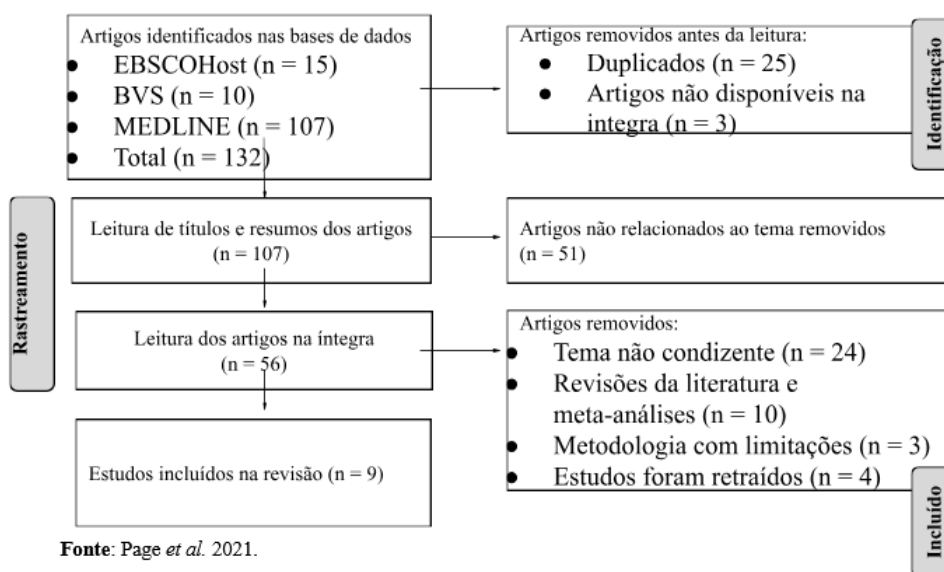 Artigos identificados nas bases de dados
● EBSCOHost (n = 15)
● BVS (n = 10)
● MEDLINE (n = 107)
● Total (n = 132)
Artigos removidos antes da leitura:
● Duplicados (n = 25)
● Artigos não disponíveis na
integra (n = 3)
Identificação
Rastreamento
Leitura de títulos e resumos dos artigos
(n = 107)
Artigos não relacionados ao tema removidos
(n = 51)
Leitura dos artigos na íntegra
(n = 56)
Artigos removidos:
● Tema não condizente (n = 24)
● Revisões da literatura e
meta-análises (n = 10)
● Metodologia com limitações (n = 3)
● Estudos foram retraídos (n = 4)
Estudos incluídos na revisão (n = 9)
Incluído
Fonte: Page et al. 2021.